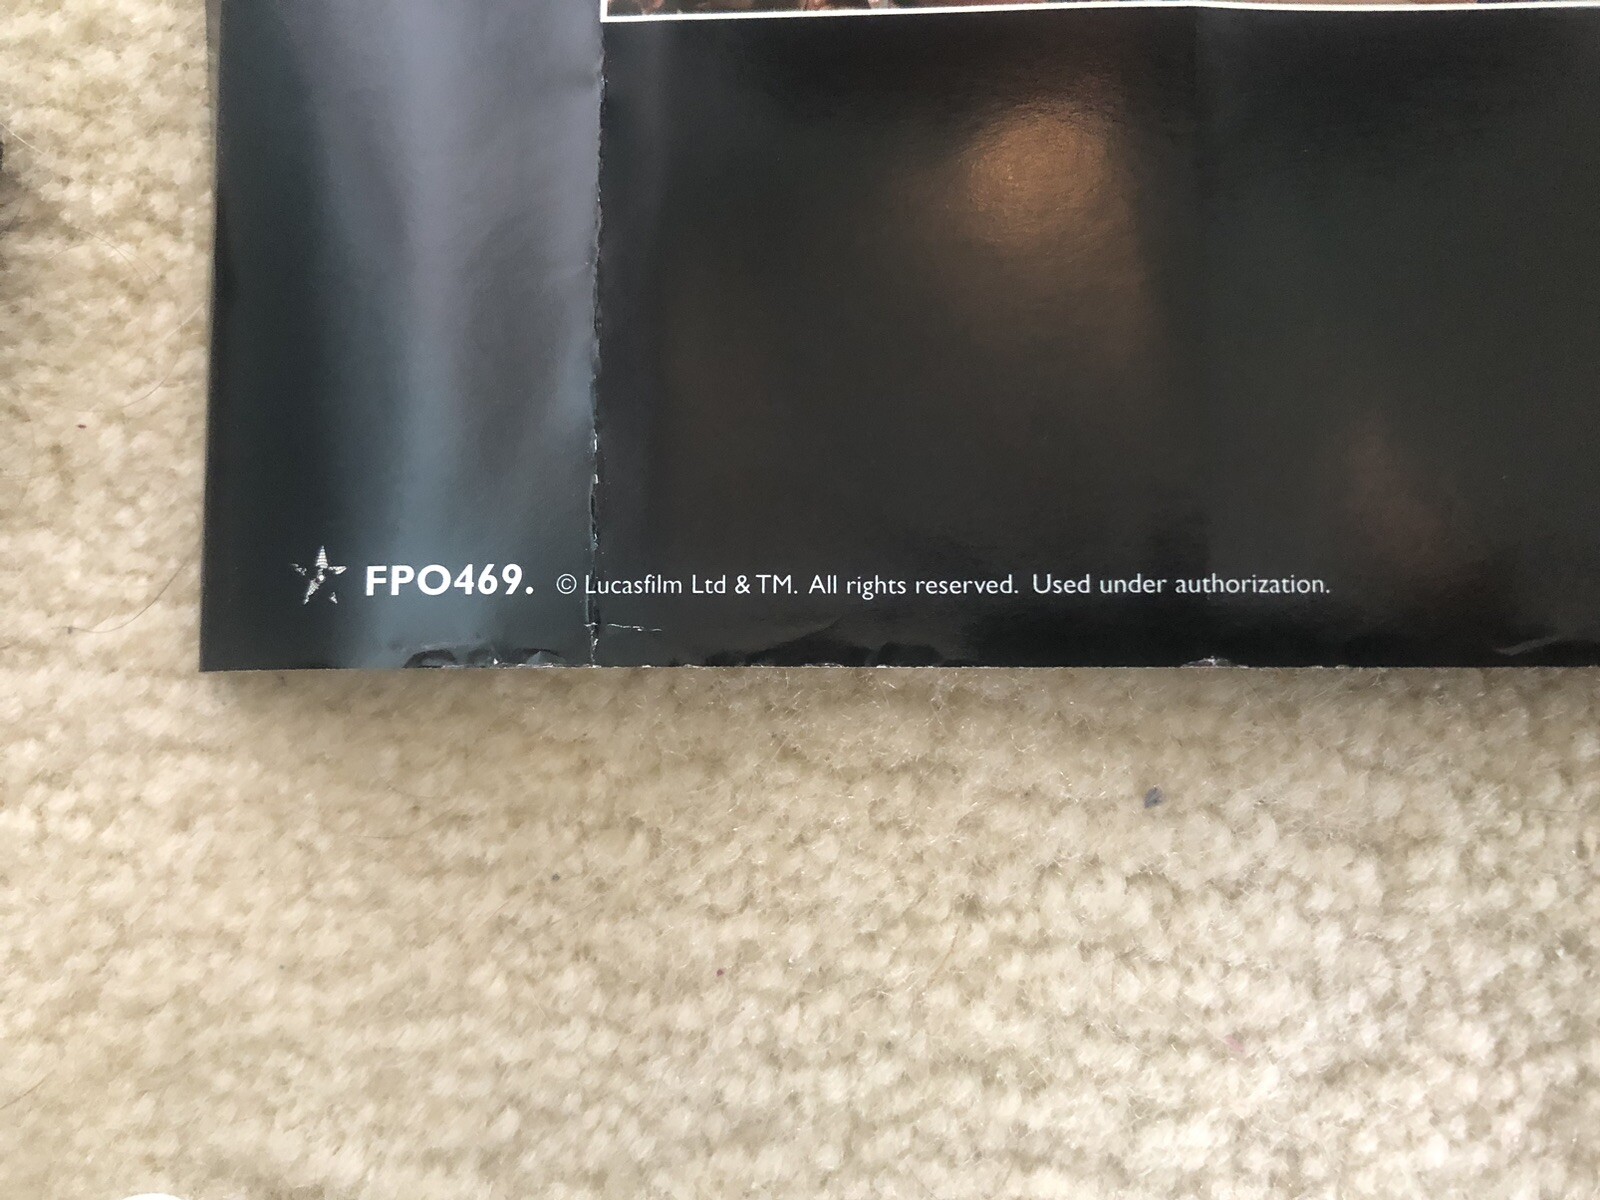 FPO469. © Lucasfilm Ltd & TM. All rights reserved. Used under authorization.